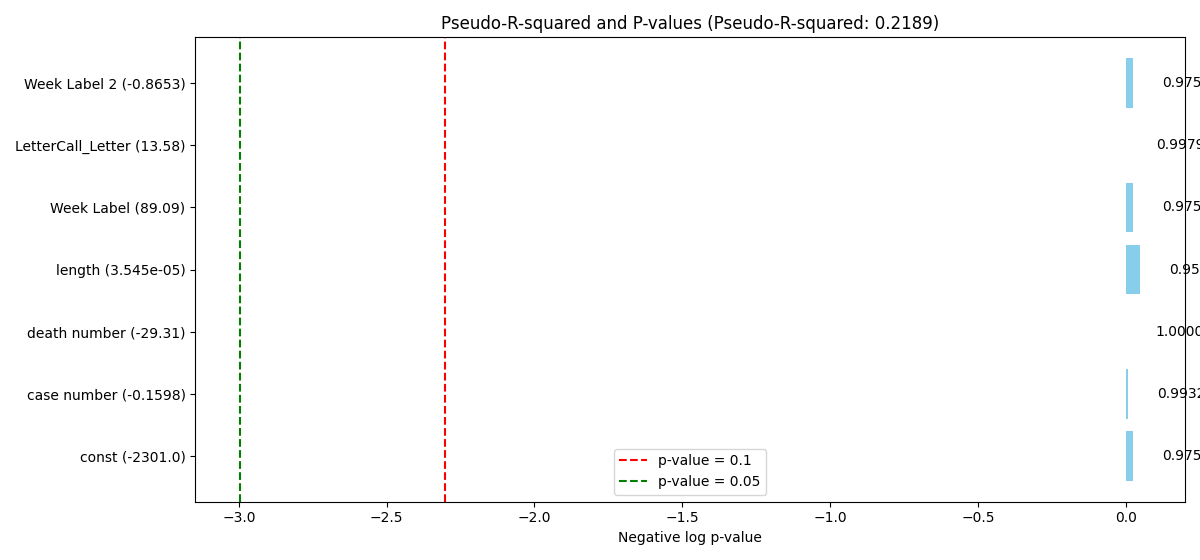 Pseudo-R-squared and P-values (Pseudo-R-squared: 0.2189)
Week Label 2 (-0.8653)
0.975
LetterCall_Letter (13.58)
0.9979
Week Label (89.09)
0.975
length (3.545e-05)
0.95
death number (-29.31)
1.0000
case number (-0.1598)
0.9932
const (-2301.0)
0.975
p-value = 0.1
p-value = 0.05
−3.0 −2.5 −2.0 −1.5 −1.0 −0.5 0.0
Negative log p-value